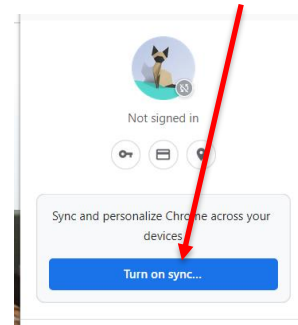 Not signed in
Sync and personalize Chrome across your
devices
Turn on sync...